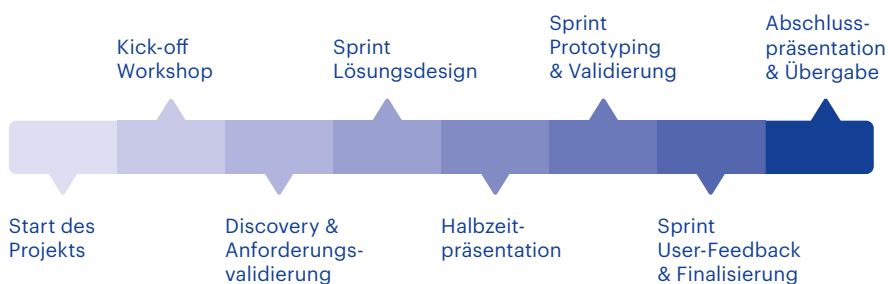 Start des
Projekts
Kick-off
Workshop
Discovery &
Anforderungs-
validierung
Sprint
Lösungsdesign
Halbzeit-
präsentation
Sprint
Prototyping
& Validierung
Sprint
User-Feedback
& Finalisierung
Abschluss-
präsentation
& Übergabe